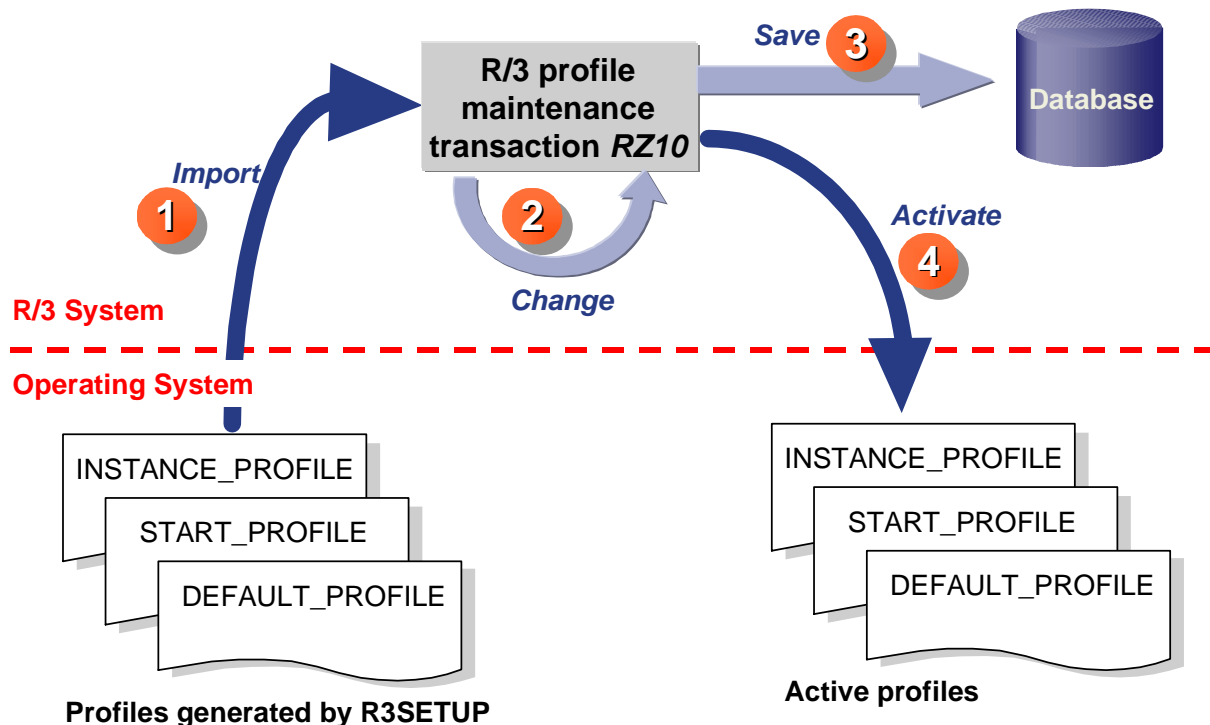 Save
3
R/3 profile
maintenance
transaction RZ10
Database
Import
1
2
Change
Activate
4
R/3 System
Operating System
INSTANCE_PROFILE
START_PROFILE
DEFAULT_PROFILE
Profiles generated by R3SETUP
INSTANCE_PROFILE
START_PROFILE
DEFAULT_PROFILE
Active profiles